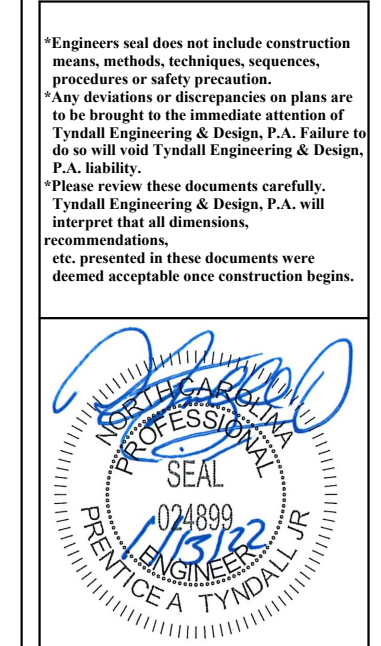 *Engineers seal does not include construction
means, methods, techniques, sequences,
procedures or safety precaution.
*Any deviations or discrepancies on plans are
to be brought to the immediate attention of
Tyndall Engineering & Design, P.A. Failure to
do so will void Tyndall Engineering & Design,
P.A. liability.
*Please review these documents carefully.
Tyndall Engineering & Design, P.A. will
interpret that all dimensions,
recommendations,
etc. presented in these documents were
deemed acceptable once construction begins.
NORTH CAROLINA
PROFESSIONAL
SEAL
024899
1/13/22
ENGINEER
PRENTICE A TYNDALL JR